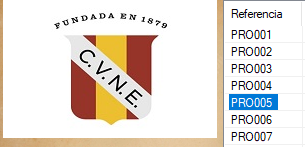 FUNDADA EN 1879
C.V.N.E.
Referencia
PRO001
PRO002
PRO003
PRO004
PRO005
PRO006
PRO007